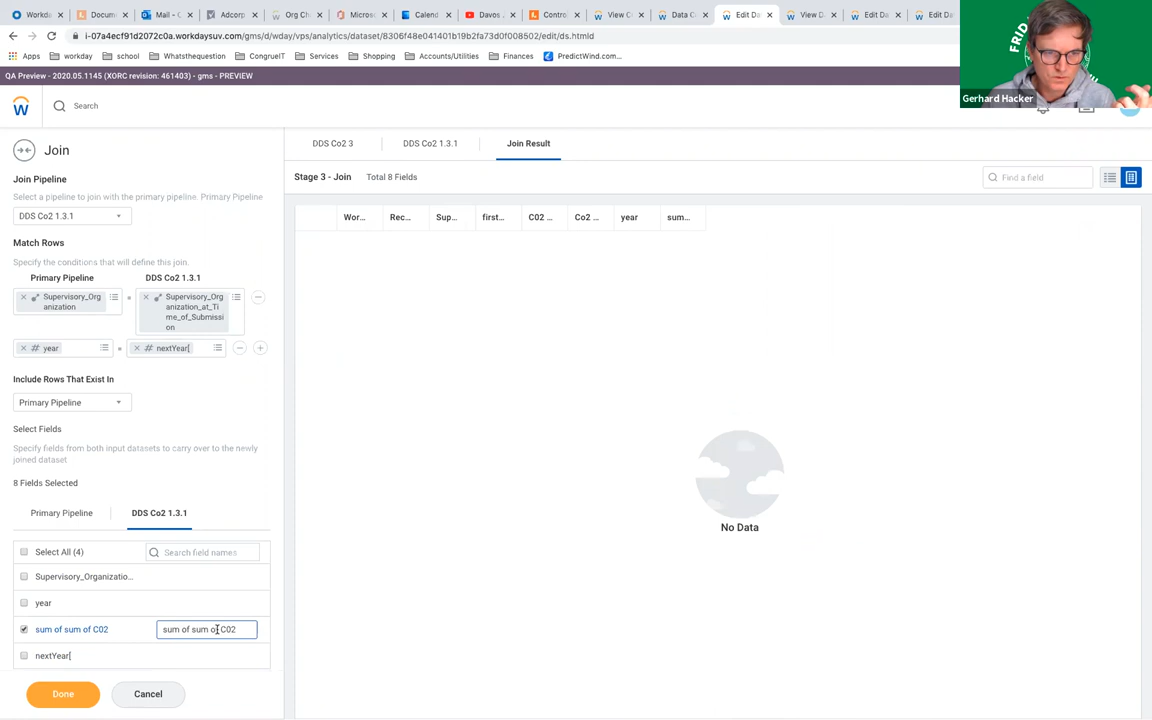 Workda
Docum
Mail – C
Adcorp
Org Ch
Micros
Calend
Davos
Contro
View C
Data C
Edit Da
View D
Edit Da
Edit Da
i-07a4ecf91d2072c0a.workdaysuv.com/gms/d/wday/vps/analytics/dataset/8306f48e041401b19b2fa73d0f008502/edit/ds.htmld
Apps
workday
school
Whatsthequestion
CongrueIT
Services
Shopping
Accounts/Utilities
Finances
PredictWind.com...
QA Preview - 2020.05.1145 (XORC revision: 461403) - gms - PREVIEW
Gerhard Hacker
Search
Join
DDS Co2 3
DDS Co2 1.3.1
Join Result
Join Pipeline
Stage 3 - Join
Total 8 Fields
Find a field
Select a pipeline to join with the primary pipeline. Primary Pipeline
DDS Co2 1.3.1
Wor...
Rec...
Sup...
first...
C02 ...
Co2 ...
year
sum...
Match Rows
Specify the conditions that will define this join.
Primary Pipeline
DDS Co2 1.3.1
Supervisory_Org
anization
=
Supervisory_Org
anization_at_Ti
me_of_Submissi
on
# year
=
# nextYear[
Include Rows That Exist In
Primary Pipeline
Select Fields
Specify fields from both input datasets to carry over to the newly
joined dataset
8 Fields Selected
Primary Pipeline
DDS Co2 1.3.1
No Data
Select All (4)
Search field names
Supervisory_Organizatio...
year
sum of sum of C02
sum of sum of C02
nextYear[
Done
Cancel